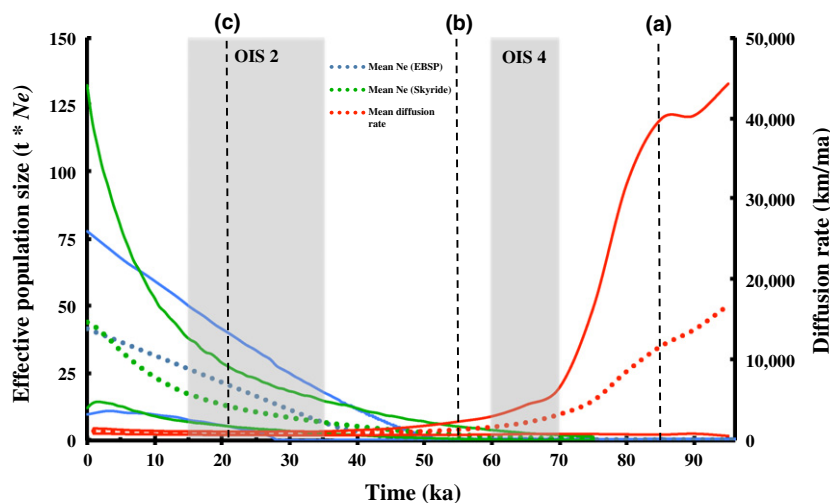 (c)
(b)
(a)
150
125
100
75
50
25
0
Effective population size (t * Ne)
OIS 2
OIS 4
Mean Ne (EBSP)
Mean Ne (Skyride)
Mean diffusion
rate
50,000
40,000
30,000
20,000
10,000
0
Diffusion rate (km/ma)
0 10 20 30 40 50 60 70 80 90
Time (ka)